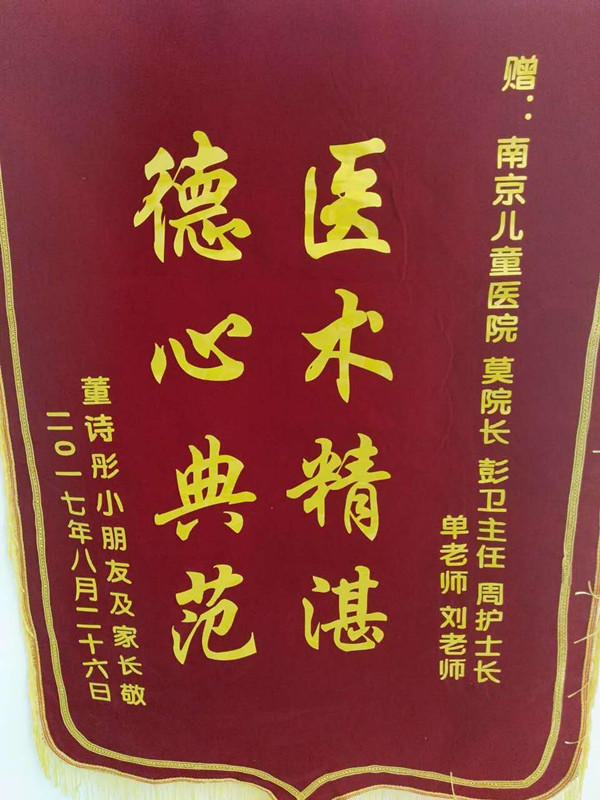 赠：南京儿童医院 莫院长 彭卫主任 周护士长
单老师 刘老师
医术精湛
德心典范
董诗彤小朋友及家长敬
二〇一七年八月二十六日